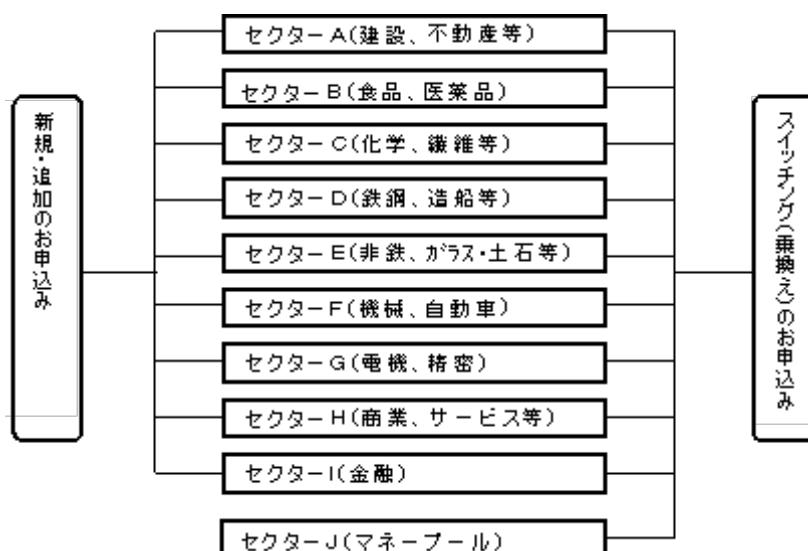 新規・追加のお申込み
セクターA(建設、不動産等)
セクターB(食品、医薬品)
セクターC(化学、繊維等)
セクターD(鉄鋼、造船等)
セクターE(非鉄、ガラス・土石等)
セクターF(機械、自動車)
セクターG(電機、精密)
セクターH(商業、サービス等)
セクターI(金融)
セクターJ(マネープール)
スイッチング(乗換え)のお申込み